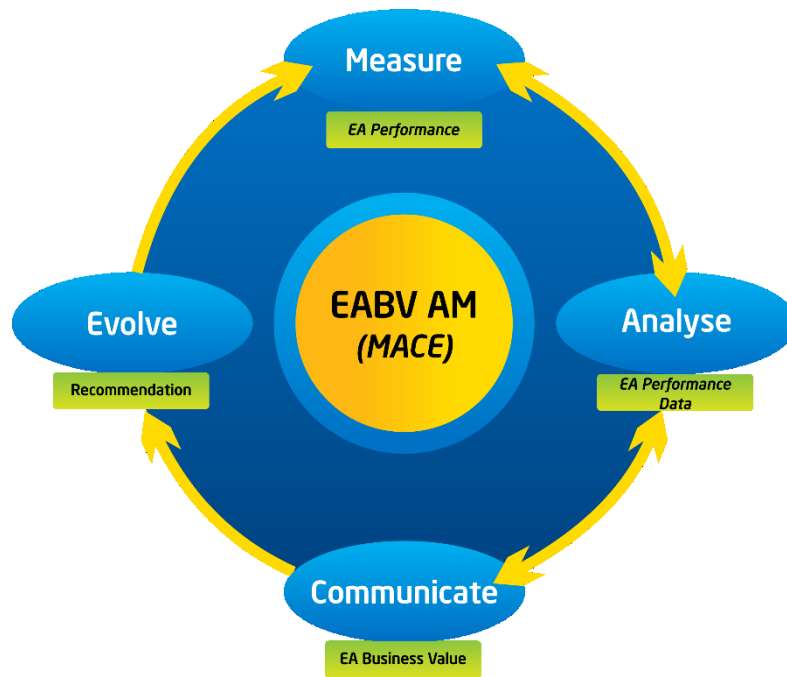 Measure
EA Performance
EABV AM
(MACE)
Evolve
Recommendation
Analyse
EA Performance
Data
Communicate
EA Business Value